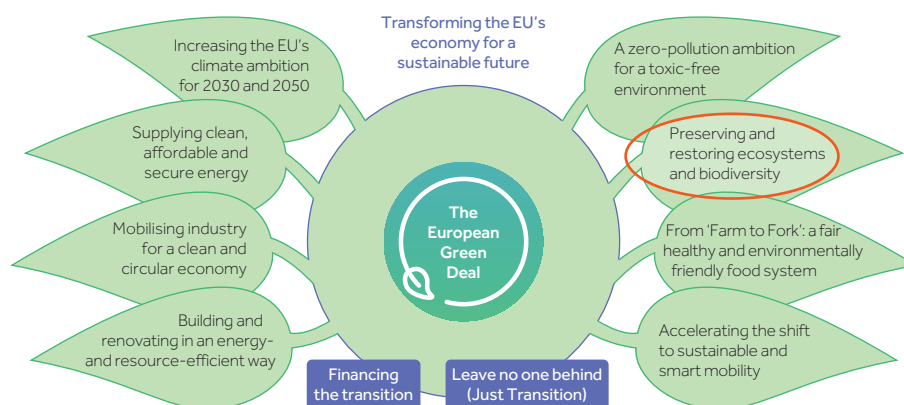 Transforming the EU's
economy for a
sustainable future
Increasing the EU's
climate ambition
for 2030 and 2050
Supplying clean,
affordable and
secure energy
Mobilising industry
for a clean and
circular economy
Building and
renovating in an energy-
and resource-efficient way
The
European
Green
Deal
A zero-pollution ambition
for a toxic-free
environment
Preserving and
restoring ecosystems
and biodiversity
From 'Farm to Fork': a fair
healthy and environmentally
friendly food system
Accelerating the shift
to sustainable and
smart mobility
Financing
the transition
Leave no one behind
(Just Transition)